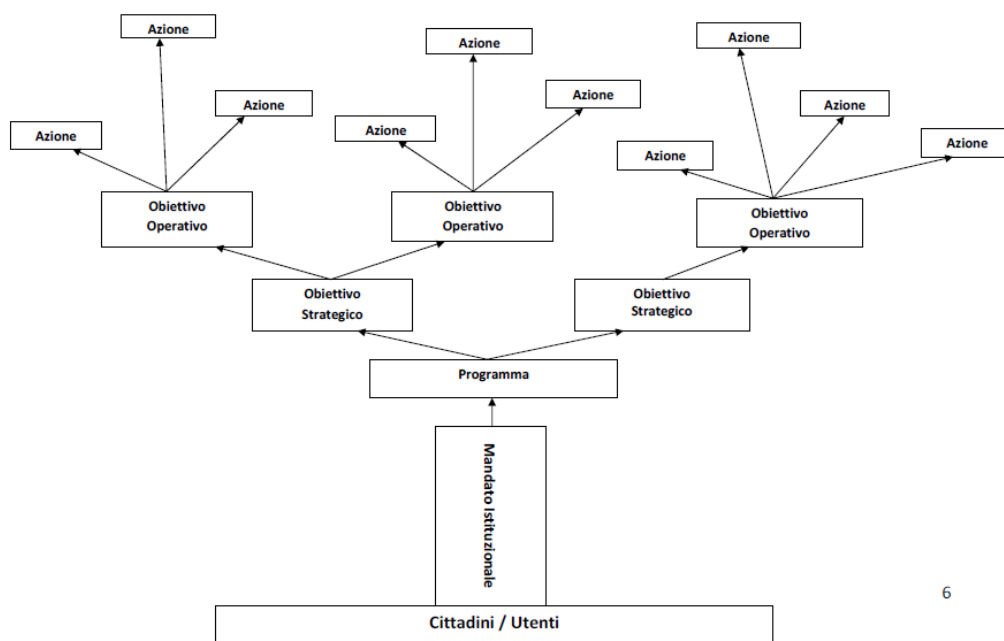 Azione
Azione
Azione
Azione
Azione
Azione
Azione
Azione
Azione
Azione
Obiettivo
Operativo
Obiettivo
Operativo
Obiettivo
Operativo
Obiettivo
Strategico
Obiettivo
Strategico
Programma
Mandato Istituzionale
6
Cittadini / Utenti